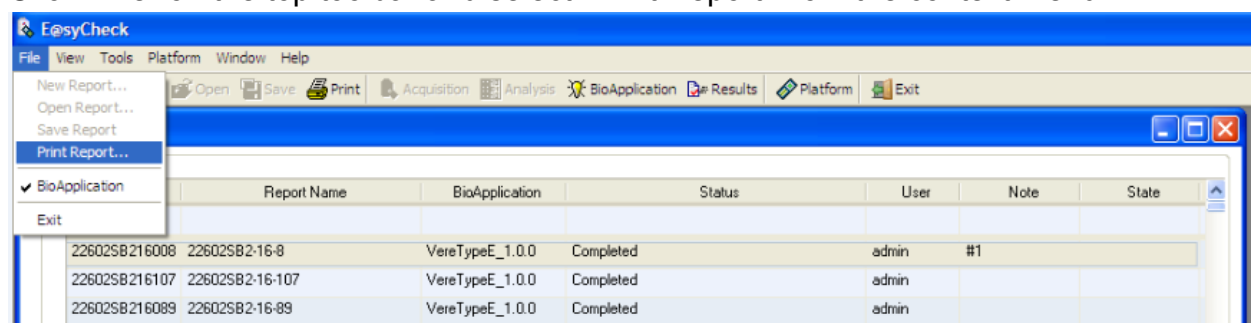 E@syCheck
File View Tools Platform Window Help
New Report...
Open Save Print Acquisition Analysis BioApplication Results Platform Exit
Open Report...
Save Report
Print Report...
BioApplication
Exit
Report Name BioApplication Status User Note State
22602SB216008 22602SB2-16-8 VereTypeE_1.0.0 Completed admin #1
22602SB216107 22602SB2-16-107 VereTypeE_1.0.0 Completed admin
22602SB216089 22602SB2-16-89 VereTypeE_1.0.0 Completed admin